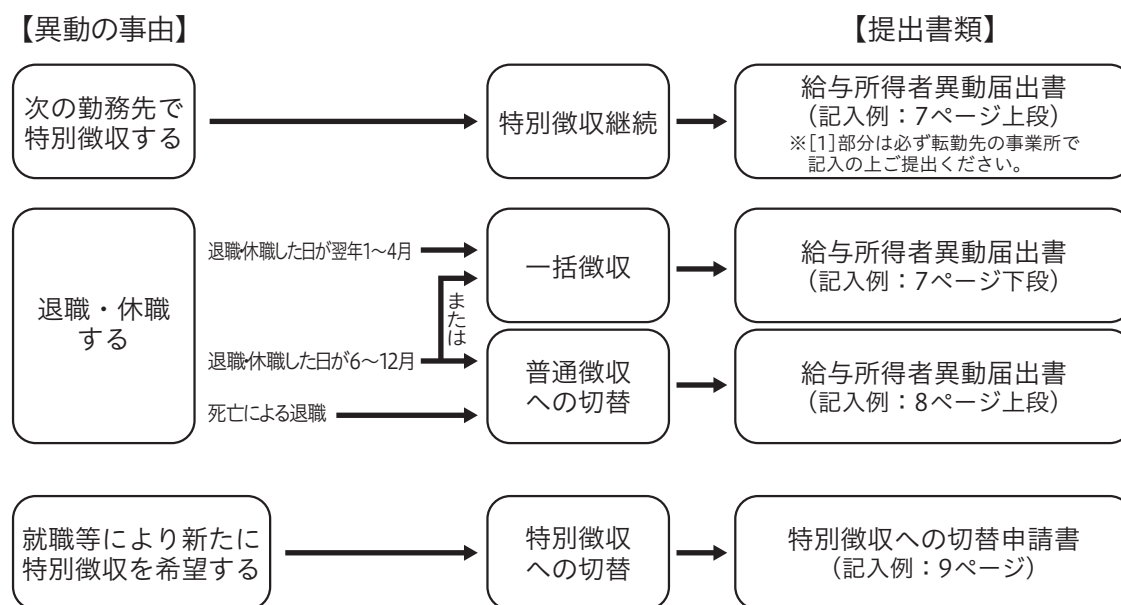 【異動の事由】
【提出書類】
次の勤務先で
特別徴収する
特別徴収継続
給与所得者異動届出書
(記入例：7ページ上段)
※[1]部分は必ず転勤先の事業所で
記入の上ご提出ください。
退職・休職
する
退職・休職した日が翌年1～4月
一括徴収
給与所得者異動届出書
(記入例：7ページ下段)
または
退職・休職した日が6～12月
普通徴収
への切替
給与所得者異動届出書
(記入例：8ページ上段)
死亡による退職
就職等により新たに
特別徴収を希望する
特別徴収
への切替
特別徴収への切替申請書
(記入例：9ページ)